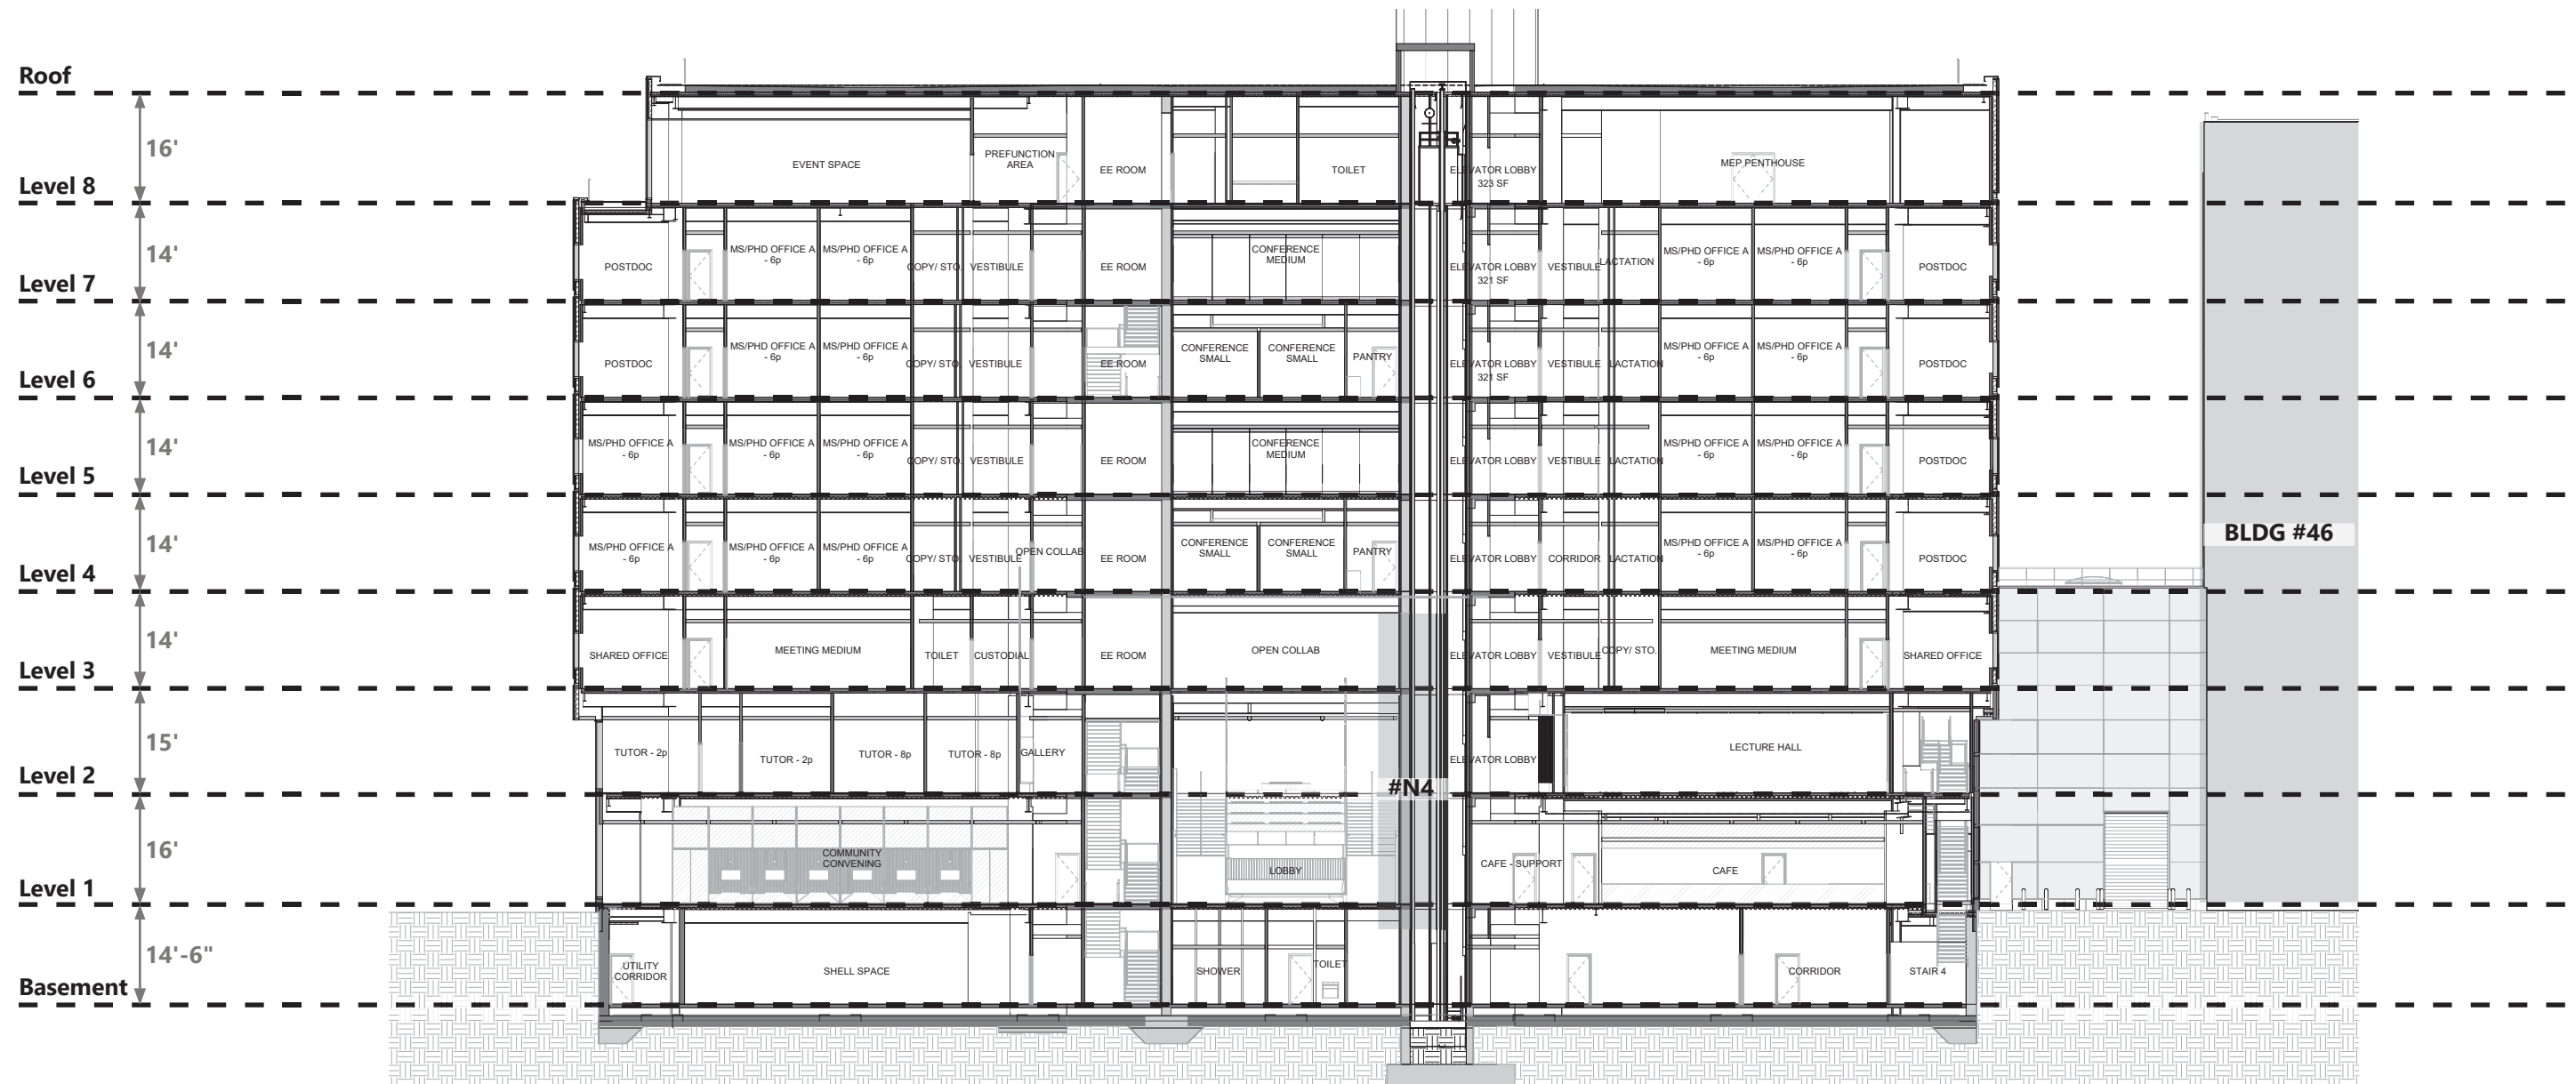 Roof
16'
EVENT SPACE
PREFUNCTION
AREA
EE ROOM
TOILET
ELEVATOR LOBBY
323 SF
MEP PENTHOUSE
Level 8
14'
POSTDOC
MS/PHD OFFICE A
- 6p
MS/PHD OFFICE A
- 6p
COPY/ STO.
VESTIBULE
EE ROOM
CONFERENCE
MEDIUM
ELEVATOR LOBBY
321 SF
VESTIBULE
LACTATION
MS/PHD OFFICE A
- 6p
MS/PHD OFFICE A
- 6p
POSTDOC
Level 7
14'
POSTDOC
MS/PHD OFFICE A
- 6p
MS/PHD OFFICE A
- 6p
COPY/ STO.
VESTIBULE
EE ROOM
CONFERENCE
SMALL
CONFERENCE
SMALL
PANTRY
ELEVATOR LOBBY
321 SF
VESTIBULE
LACTATION
MS/PHD OFFICE A
- 6p
MS/PHD OFFICE A
- 6p
POSTDOC
Level 6
14'
MS/PHD OFFICE A
- 6p
MS/PHD OFFICE A
- 6p
MS/PHD OFFICE A
- 6p
COPY/ STO.
VESTIBULE
EE ROOM
CONFERENCE
MEDIUM
ELEVATOR LOBBY
VESTIBULE
LACTATION
MS/PHD OFFICE A
- 6p
MS/PHD OFFICE A
- 6p
POSTDOC
Level 5
14'
MS/PHD OFFICE A
- 6p
MS/PHD OFFICE A
- 6p
MS/PHD OFFICE A
- 6p
COPY/ STO.
VESTIBULE
OPEN COLLAB
EE ROOM
CONFERENCE
SMALL
CONFERENCE
SMALL
PANTRY
ELEVATOR LOBBY
CORRIDOR
LACTATION
MS/PHD OFFICE A
- 6p
MS/PHD OFFICE A
- 6p
POSTDOC
BLDG #46
Level 4
14'
SHARED OFFICE
MEETING MEDIUM
TOILET
CUSTODIAL
EE ROOM
OPEN COLLAB
ELEVATOR LOBBY
VESTIBULE
COPY/ STO.
MEETING MEDIUM
SHARED OFFICE
Level 3
15'
TUTOR - 2p
TUTOR - 2p
TUTOR - 8p
TUTOR - 8p
GALLERY
ELEVATOR LOBBY
LECTURE HALL
Level 2
#N4
16'
COMMUNITY
CONVENING
LOBBY
CAFE - SUPPORT
CAFE
Level 1
14'-6"
UTILITY
CORRIDOR
SHELL SPACE
SHOWER
TOILET
CORRIDOR
STAIR 4
Basement